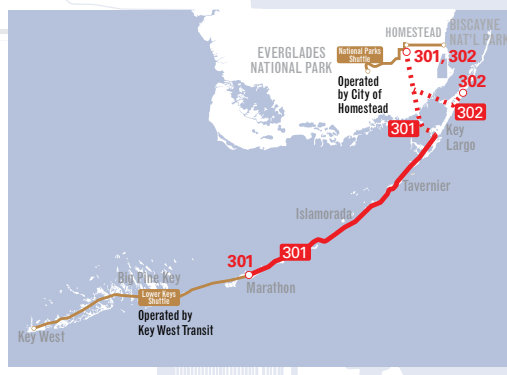 HOMESTEAD
BISCAYNE
NAT'L PARK
EVERGLADES
NATIONAL PARK
National Parks
Shuttle
301, 302
Operated
by City of
Homestead
302
302
301
Key
Largo
Tavernier
Islamorada
301
301
Marathon
Big Pine Key
Lower Keys
Shuttle
Operated by
Key West Transit
Key West